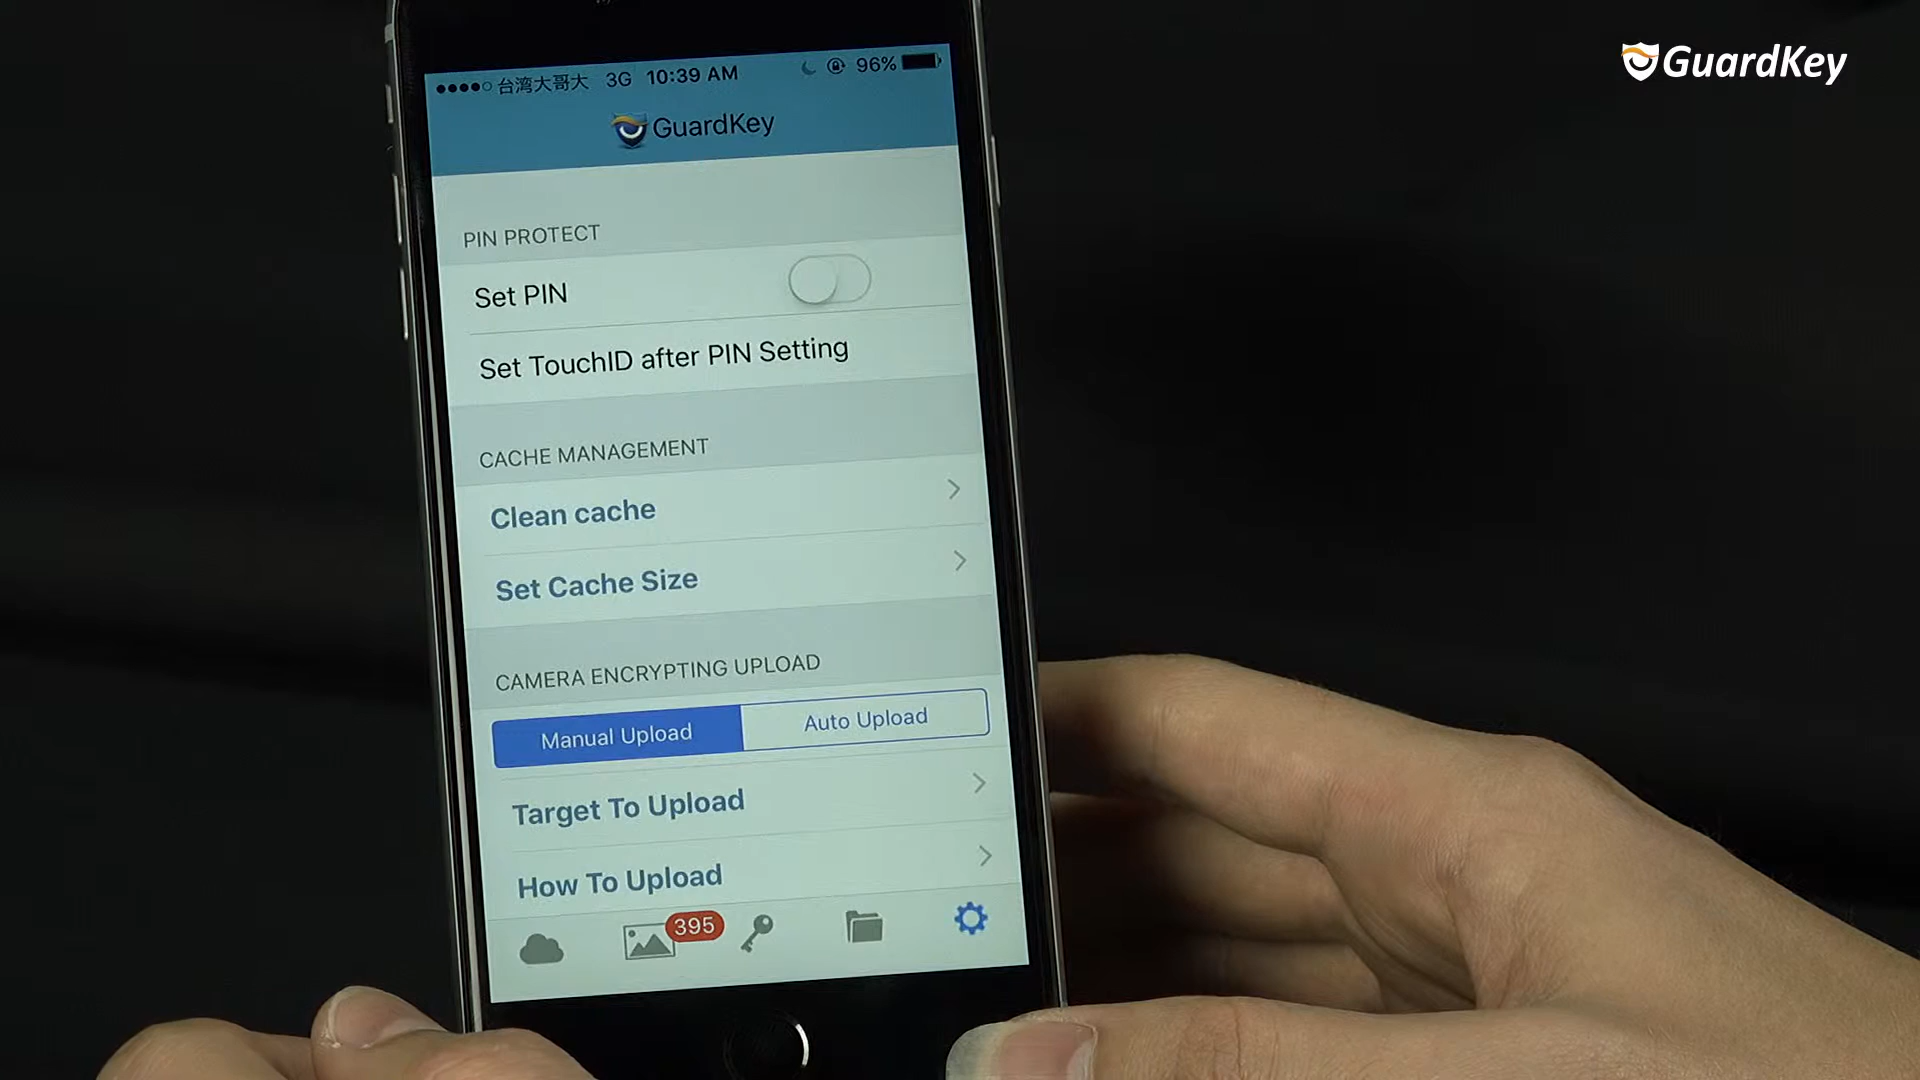 GuardKey
台湾大哥大 3G 10:39 AM 96%
GuardKey
PIN PROTECT
Set PIN
Set TouchID after PIN Setting
CACHE MANAGEMENT
Clean cache
Set Cache Size
CAMERA ENCRYPTING UPLOAD
Manual Upload Auto Upload
Target To Upload
How To Upload
395